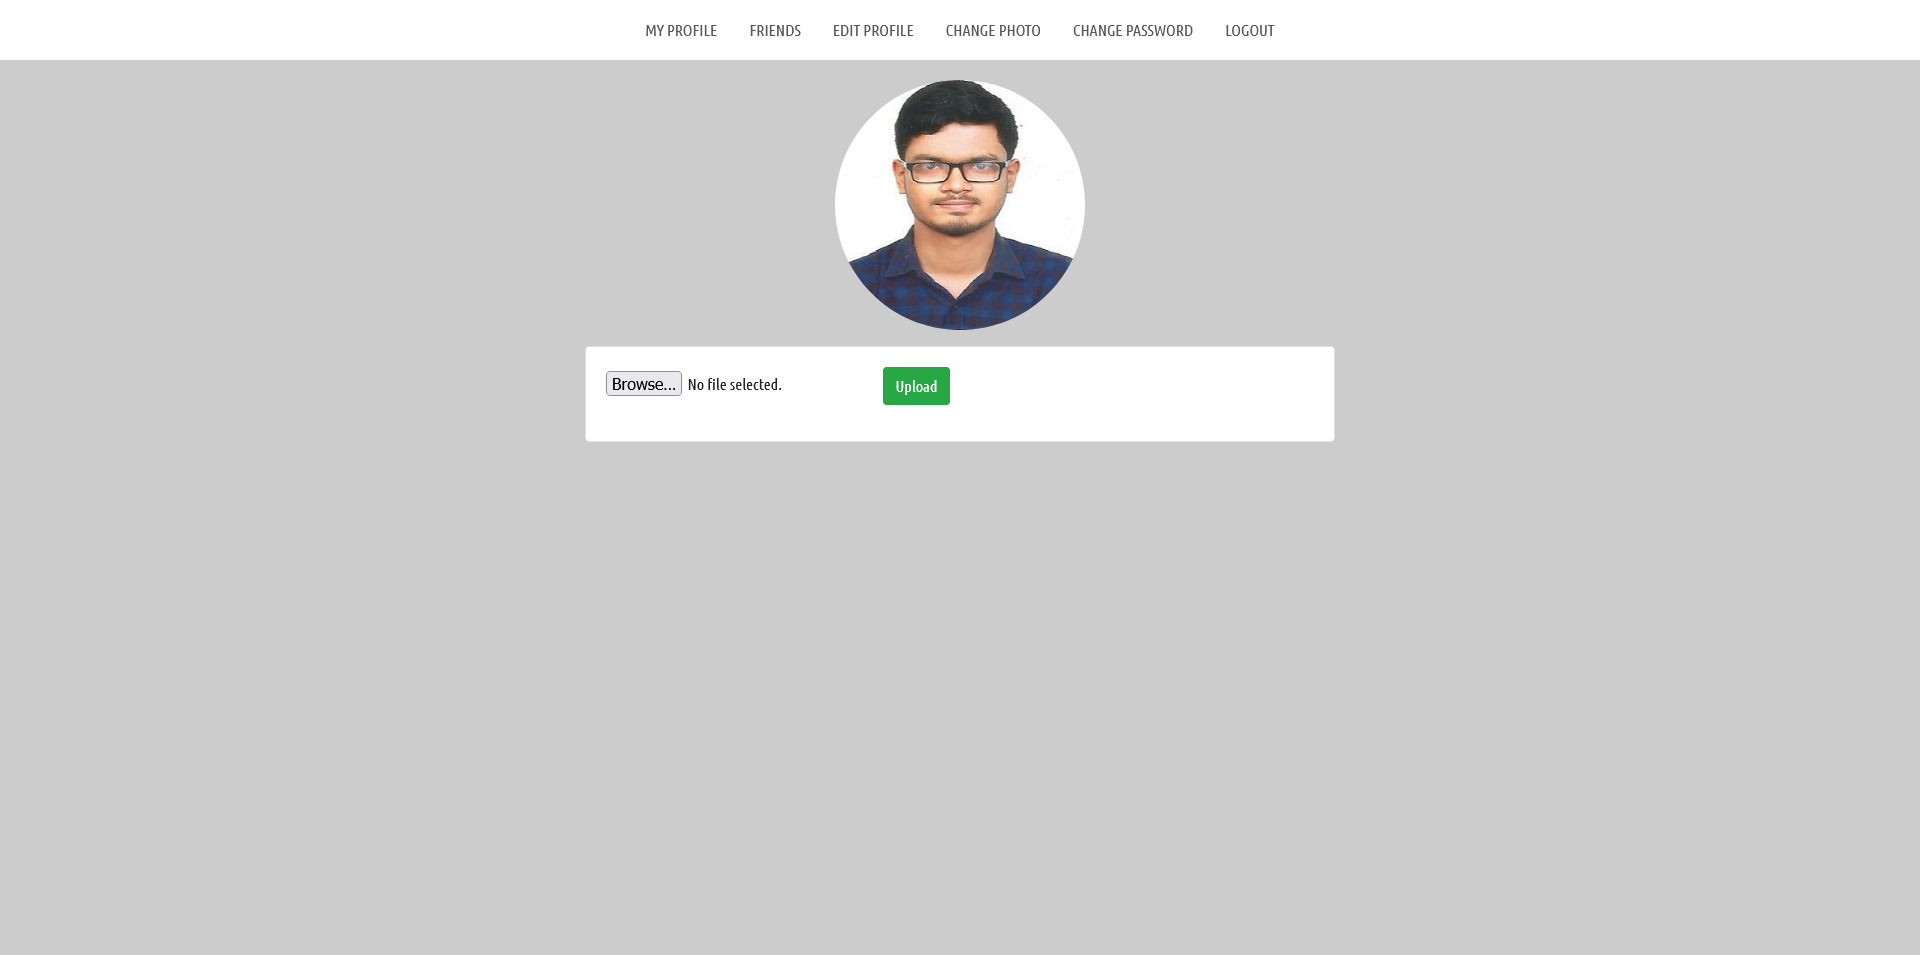 MY PROFILE FRIENDS EDIT PROFILE CHANGE PHOTO CHANGE PASSWORD LOGOUT
Browse... No file selected. Upload